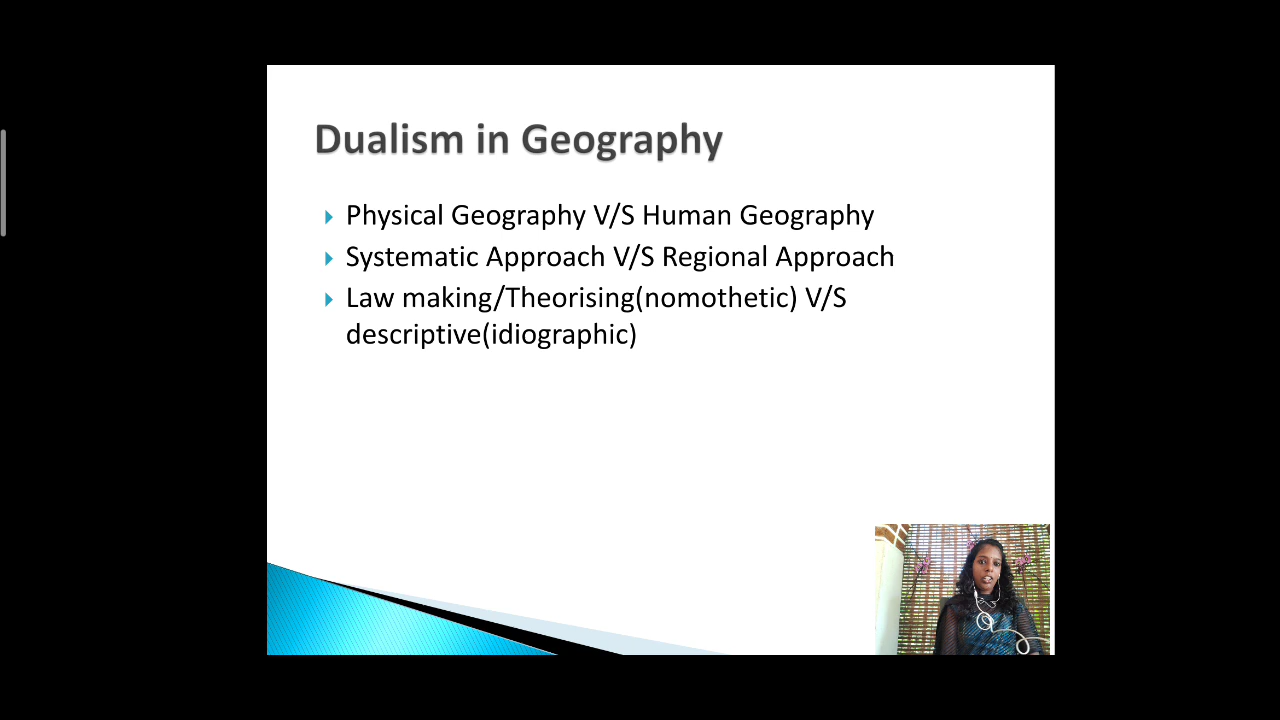 Dualism in Geography
Physical Geography V/S Human Geography
Systematic Approach V/S Regional Approach
Law making/Theorising(nomothetic) V/S
descriptive(idiographic)